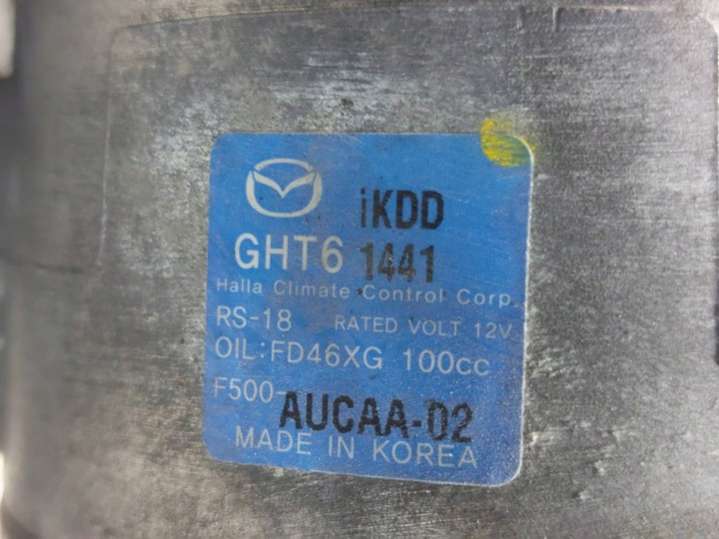 iKDD
GHT6 1441
Halla Climate Control Corp.
RS-18 RATED VOLT 12V
OIL:FD46XG 100cc
F500-AUCAA-02
MADE IN KOREA